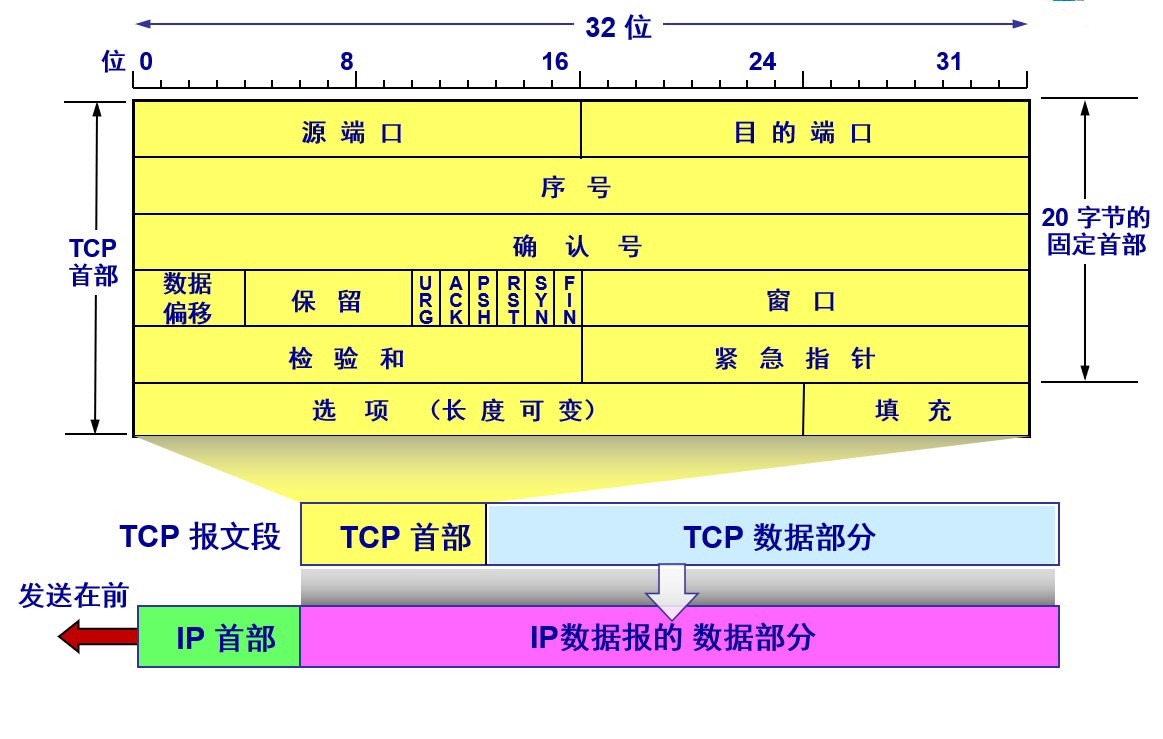 32 位
位 0 8 16 24 31
源 端 口 目 的 端 口
序 号
TCP
首部
20 字节的
固定首部
确 认 号
数据
偏移
保 留
URG
ACK
PSH
RST
SYN
FIN
窗 口
检 验 和 紧 急 指 针
选 项 （长 度 可 变） 填 充
TCP 报文段 TCP 首部 TCP 数据部分
发送在前
IP 首部 IP数据报的 数据部分